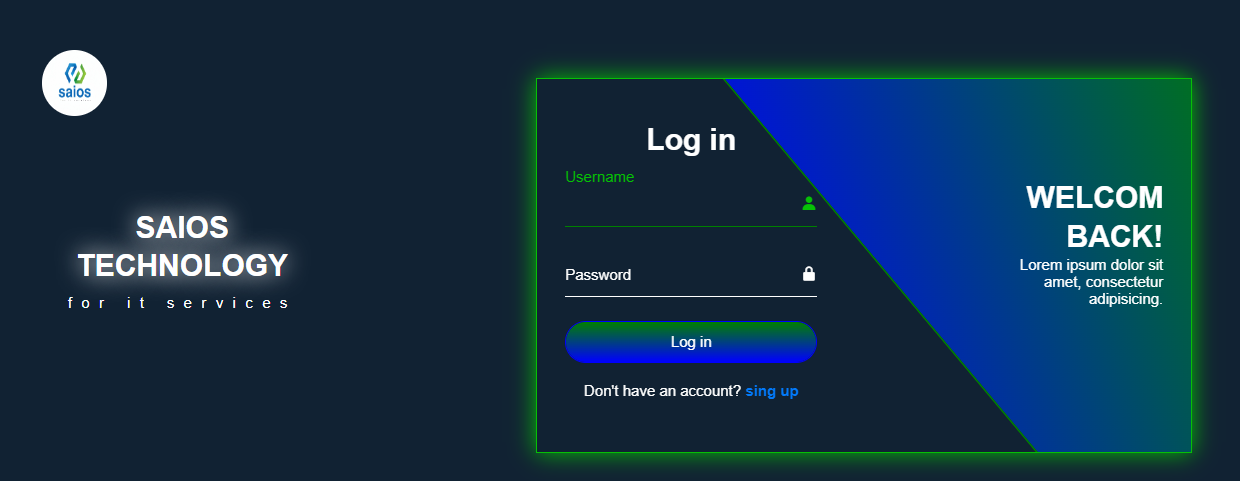 saios
SAIOS
TECHNOLOGY
for it services
Log in
Username
Password
Log in
Don't have an account? sing up
WELCOM
BACK!
Lorem ipsum dolor sit
amet, consectetur
adipisicing.